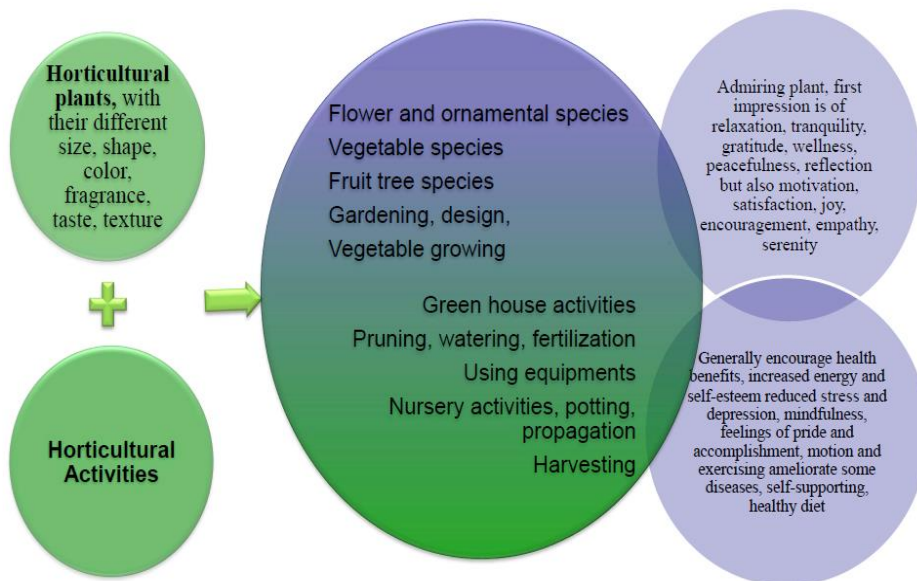 Horticultural
plants, with
their different
size, shape,
color,
fragrance,
taste, texture
Horticultural
Activities
Flower and ornamental species
Vegetable species
Fruit tree species
Gardening, design,
Vegetable growing
Green house activities
Pruning, watering, fertilization
Using equipments
Nursery activities, potting,
propagation
Harvesting
Admiring plant, first
impression is of
relaxation, tranquility,
gratitude, wellness,
peacefulness, reflection
but also motivation,
satisfaction, joy,
encouragement, empathy,
serenity
Generally encourage health
benefits, increased energy and
self-esteem reduced stress and
depression, mindfulness,
feelings of pride and
accomplishment, motion and
exercising ameliorate some
diseases, self-supporting,
healthy diet